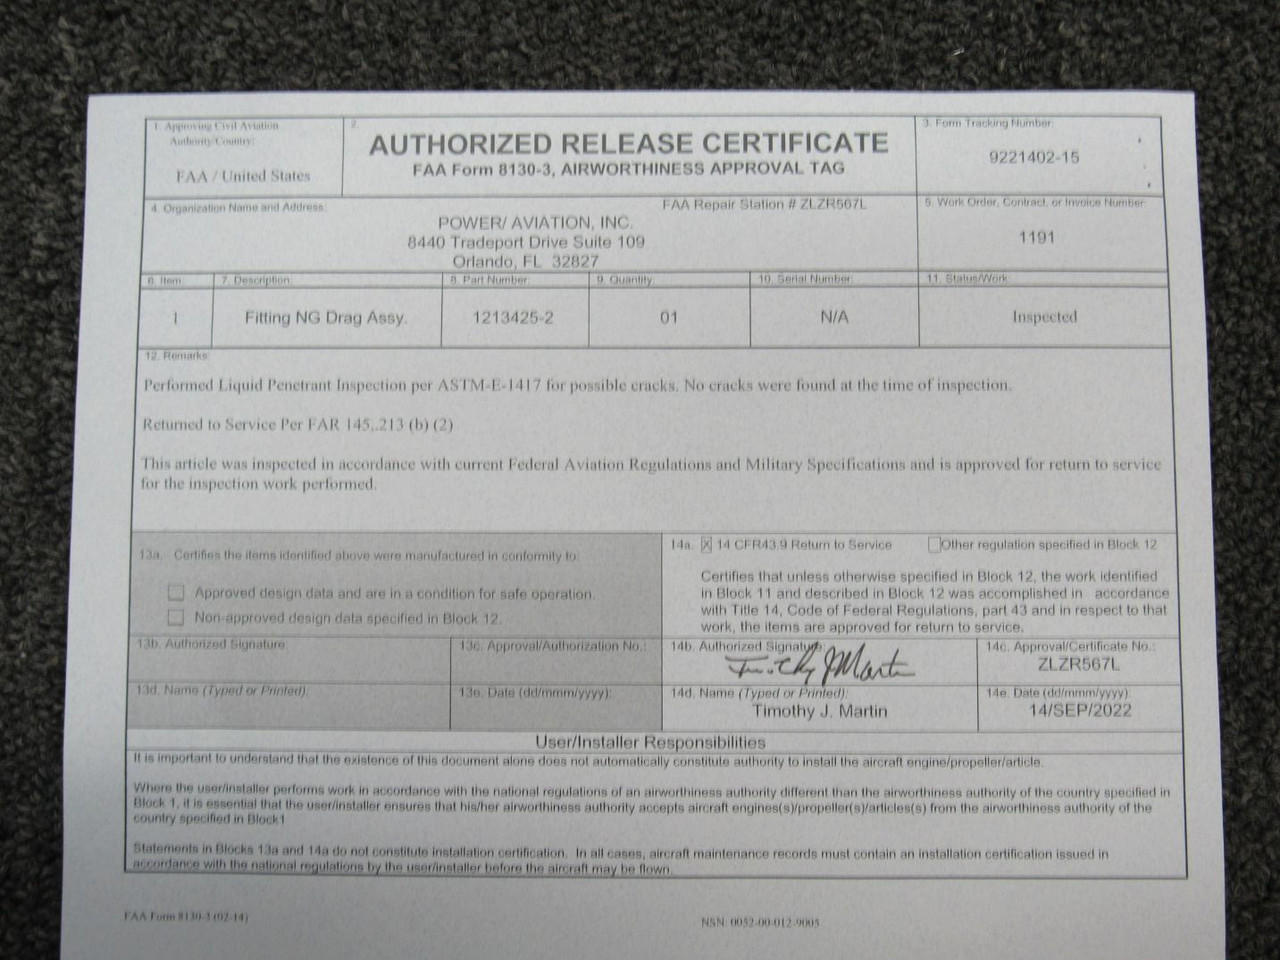 1. Approving Civil Aviation
Authority/Country:
FAA / United States
2.
AUTHORIZED RELEASE CERTIFICATE
FAA Form 8130-3, AIRWORTHINESS APPROVAL TAG
3. Form Tracking Number:
9221402-15
4. Organization Name and Address:
FAA Repair Station # ZLZR567L
POWER/ AVIATION, INC.
8440 Tradeport Drive Suite 109
Orlando, FL 32827
5. Work Order, Contract, or Invoice Number:
1191
6. Item: 7. Description: 8. Part Number: 9. Quantity: 10. Serial Number: 11. Status/Work:
1 Fitting NG Drag Assy. 1213425-2 01 N/A Inspected
12. Remarks:
Performed Liquid Penetrant Inspection per ASTM-E-1417 for possible cracks. No cracks were found at the time of inspection.
Returned to Service Per FAR 145..213 (b) (2)
This article was inspected in accordance with current Federal Aviation Regulations and Military Specifications and is approved for return to service
for the inspection work performed.
13a. Certifies the items identified above were manufactured in conformity to:
Approved design data and are in a condition for safe operation.
Non-approved design data specified in Block 12.
14a. X 14 CFR43.9 Return to Service Other regulation specified in Block 12
Certifies that unless otherwise specified in Block 12, the work identified
in Block 11 and described in Block 12 was accomplished in accordance
with Title 14, Code of Federal Regulations, part 43 and in respect to that
work, the items are approved for return to service.
13b. Authorized Signature: 13c. Approval/Authorization No.:
14b. Authorized Signature:
Timothy J Martin
14c. Approval/Certificate No.:
ZLZR567L
13d. Name (Typed or Printed): 13e. Date (dd/mmm/yyyy):
14d. Name (Typed or Printed):
Timothy J. Martin
14e. Date (dd/mmm/yyyy):
14/SEP/2022
User/Installer Responsibilities
It is important to understand that the existence of this document alone does not automatically constitute authority to install the aircraft engine/propeller/article.
Where the user/installer performs work in accordance with the national regulations of an airworthiness authority different than the airworthiness authority of the country specified in
Block 1, it is essential that the user/installer ensures that his/her airworthiness authority accepts aircraft engines(s)/propeller(s)/articles(s) from the airworthiness authority of the
country specified in Block1
Statements in Blocks 13a and 14a do not constitute installation certification. In all cases, aircraft maintenance records must contain an installation certification issued in
accordance with the national regulations by the user/installer before the aircraft may be flown.
FAA Form 8130-3 (02-14)
NSN: 0052-00-012-9005